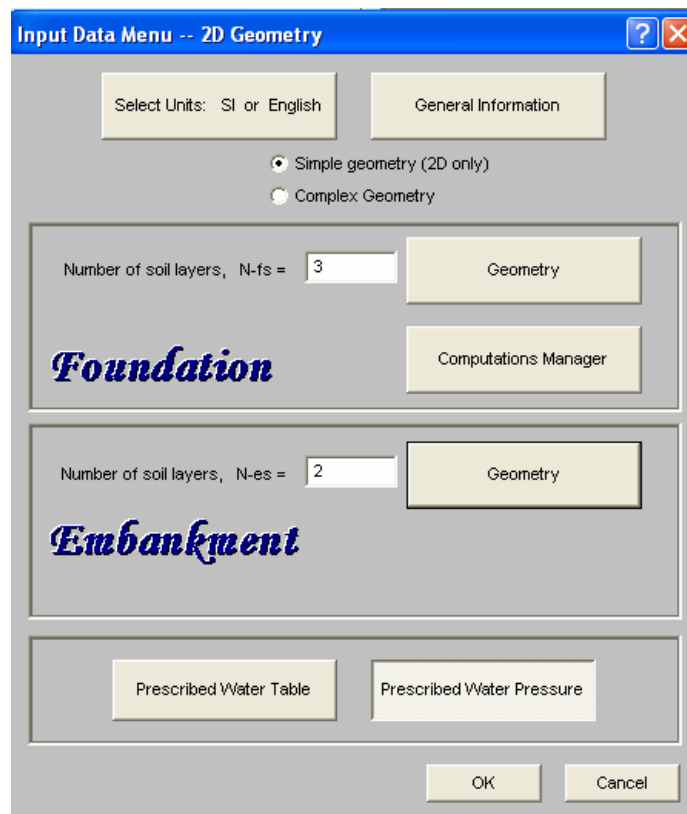 Input Data Menu -- 2D Geometry
Select Units: SI or English
General Information
Simple geometry (2D only)
Complex Geometry
Number of soil layers, N-fs =
3
Geometry
Foundation
Computations Manager
Number of soil layers, N-es =
2
Geometry
Embankment
Prescribed Water Table
Prescribed Water Pressure
OK
Cancel